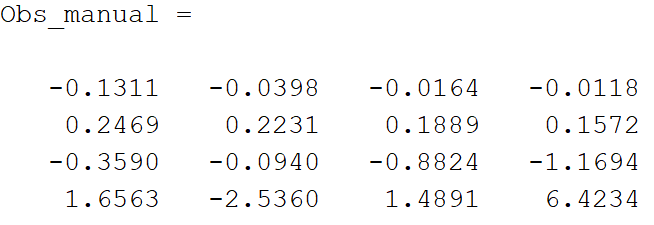 Obs_manual =
-0.1311 -0.0398 -0.0164 -0.0118
0.2469 0.2231 0.1889 0.1572
-0.3590 -0.0940 -0.8824 -1.1694
1.6563 -2.5360 1.4891 6.4234